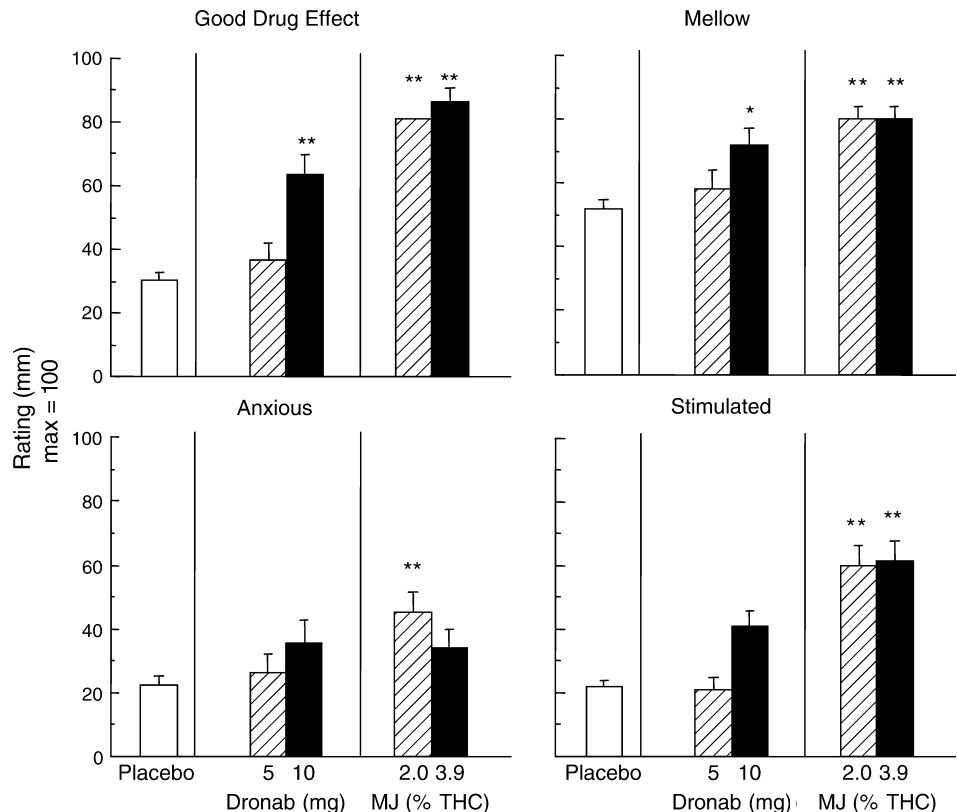 Good Drug Effect
Mellow
100
80
60
40
20
0
**
**
**
*
**
**
Rating (mm)
max = 100
Anxious
Stimulated
100
80
60
40
20
0
**
**
**
Placebo 5 10 2.0 3.9
Dronab (mg) MJ (% THC)
Placebo 5 10 2.0 3.9
Dronab (mg) MJ (% THC)